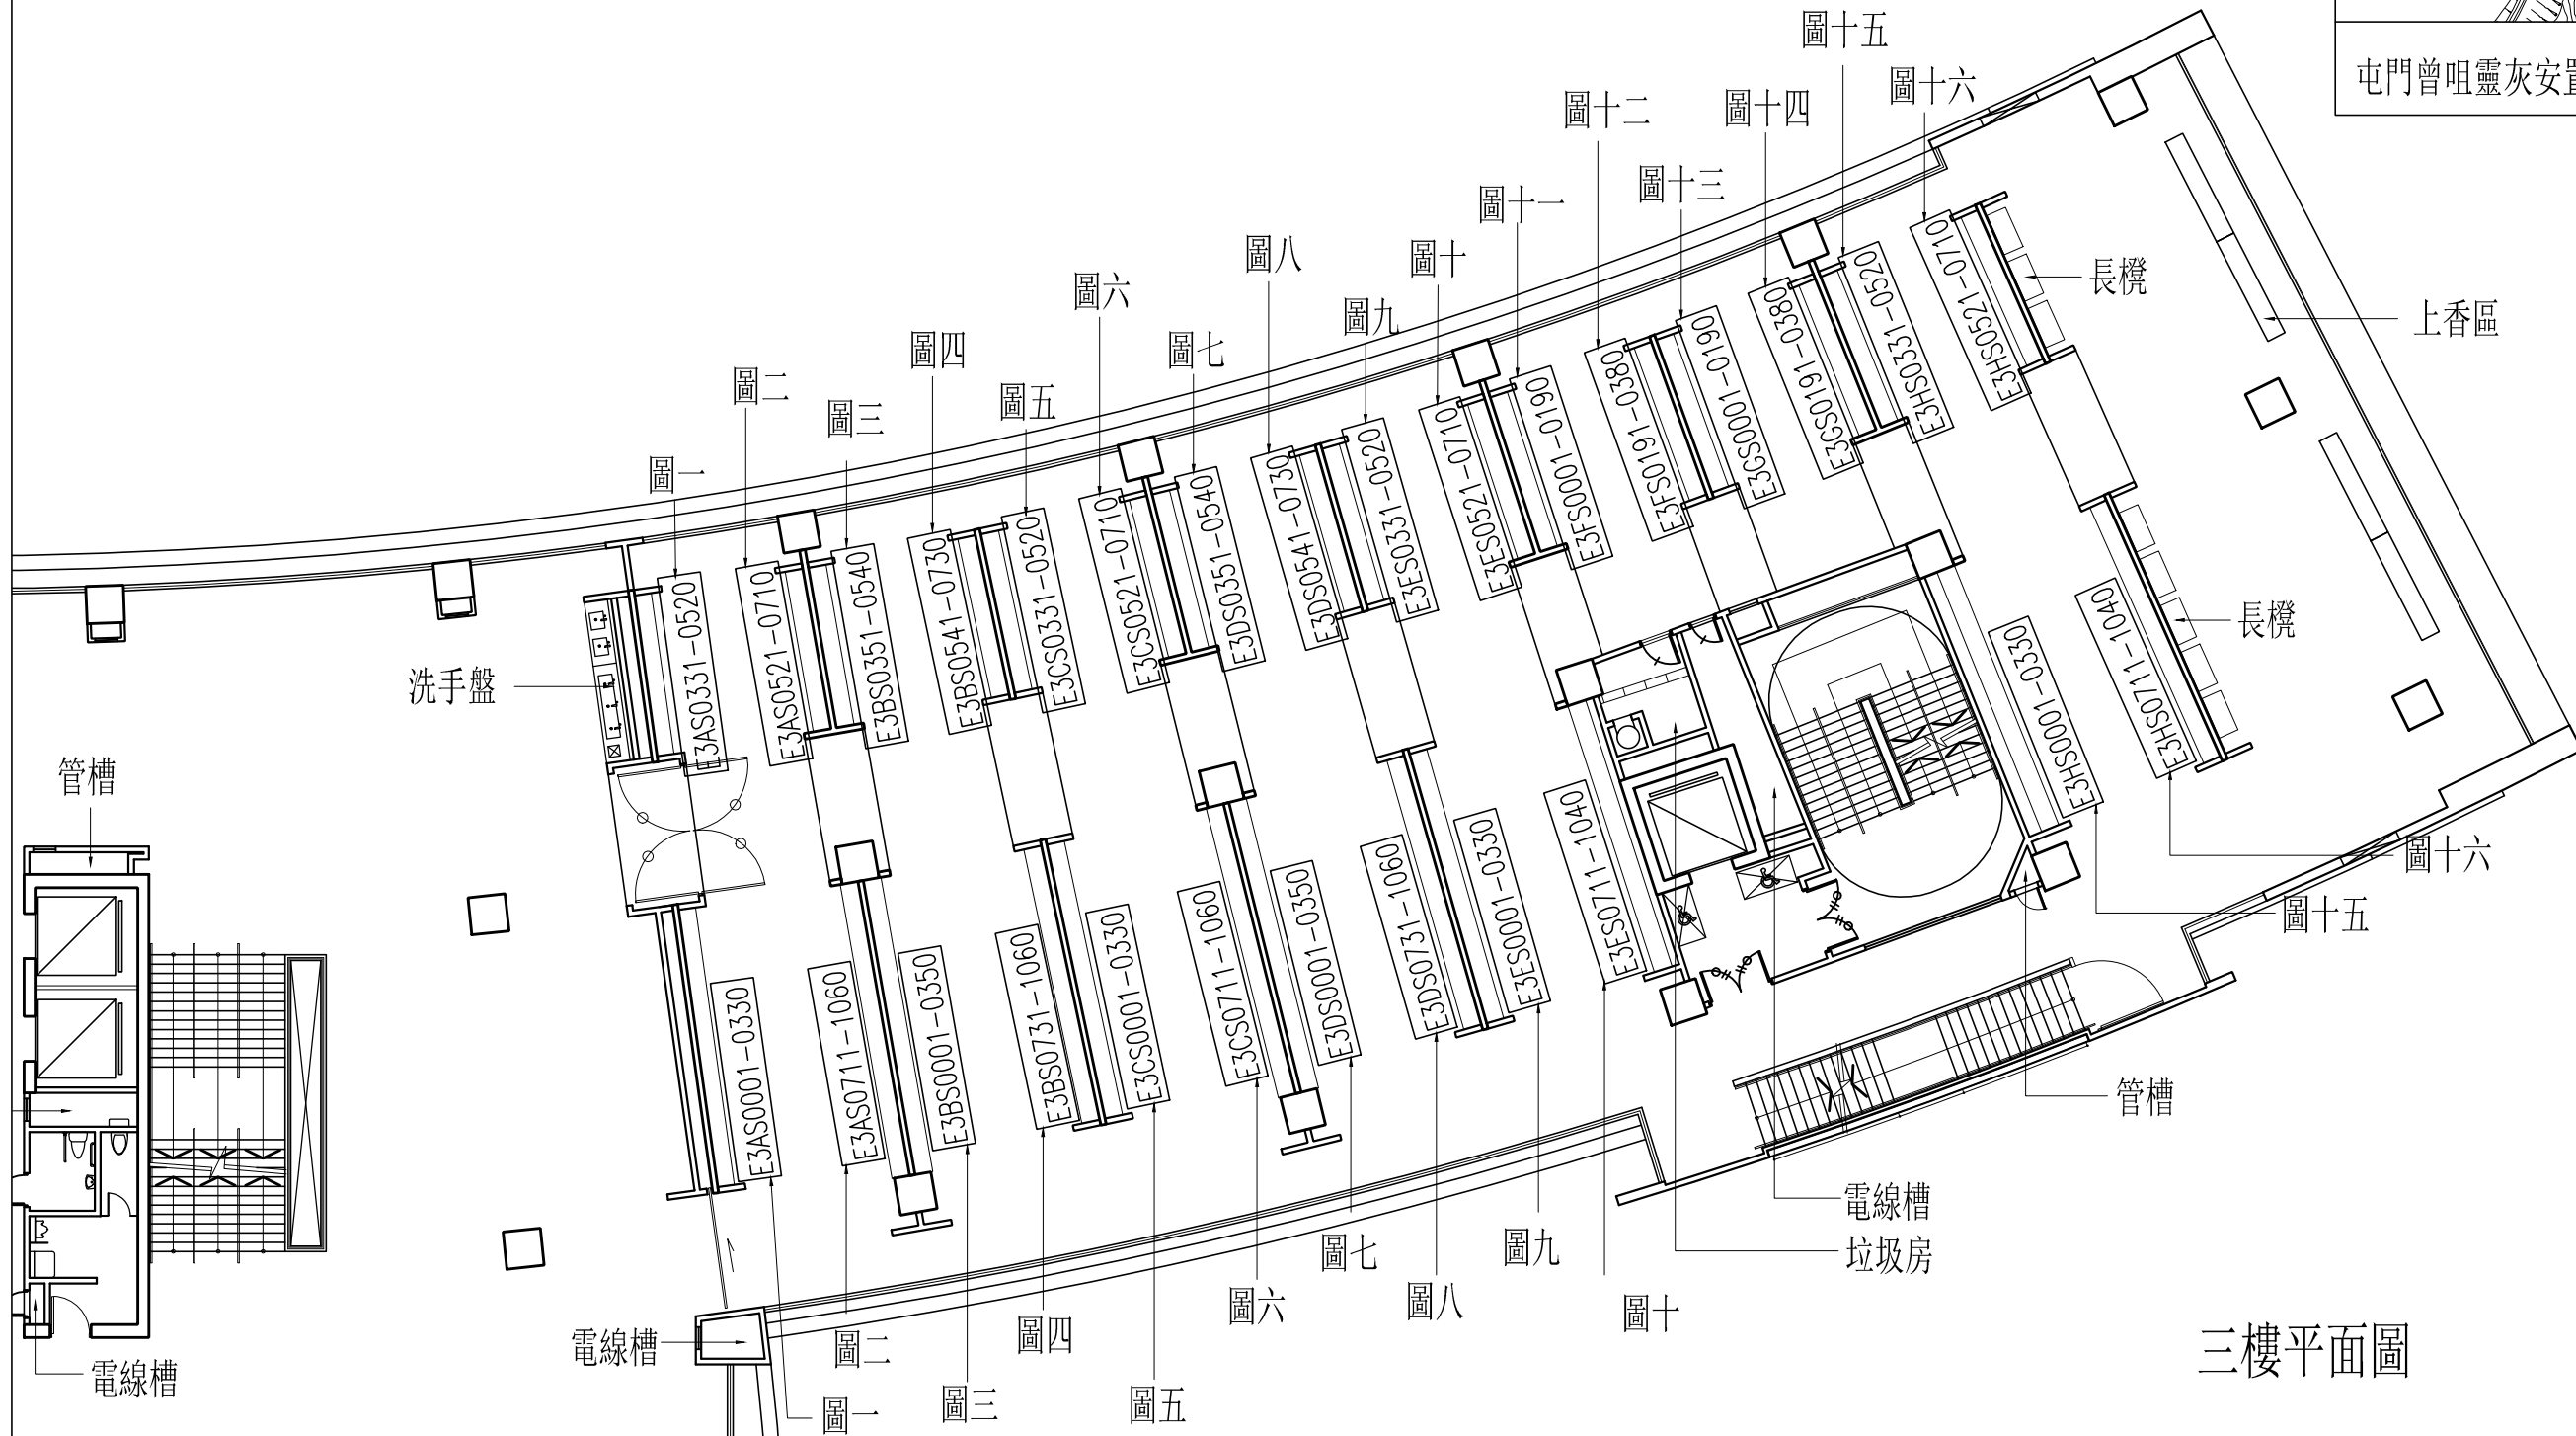 屯門曾咀靈灰安置
圖十五
圖十六
圖十二
圖十四
圖十三
圖十一
圖十
圖八
圖九
圖六
圖七
圖四
圖五
圖二
圖三
圖一
長櫈
上香區
長櫈
洗手盤
管槽
E3AS0331-0520
E3AS0521-0710
E3BS0351-0540
E3BS0541-0730
E3CS0331-0520
E3CS0521-0710
E3DS0351-0540
E3DS0541-0730
E3ES0331-0520
E3ES0521-0710
E3FS0001-0190
E3FS0191-0380
E3GS0001-0190
E3GS0191-0380
E3HS0331-0520
E3HS0521-0710
E3AS0001-0330
E3AS0711-1060
E3BS0001-0350
E3BS0731-1060
E3CS0001-0330
E3CS0711-1060
E3DS0001-0350
E3DS0731-1060
E3ES0001-0330
E3ES0711-1040
E3HS0001-0330
E3HS0711-1040
圖十六
圖十五
管槽
電線槽
垃圾房
圖十
圖九
圖八
圖七
圖六
圖五
圖四
圖三
圖二
圖一
電線槽
電線槽
三樓平面圖